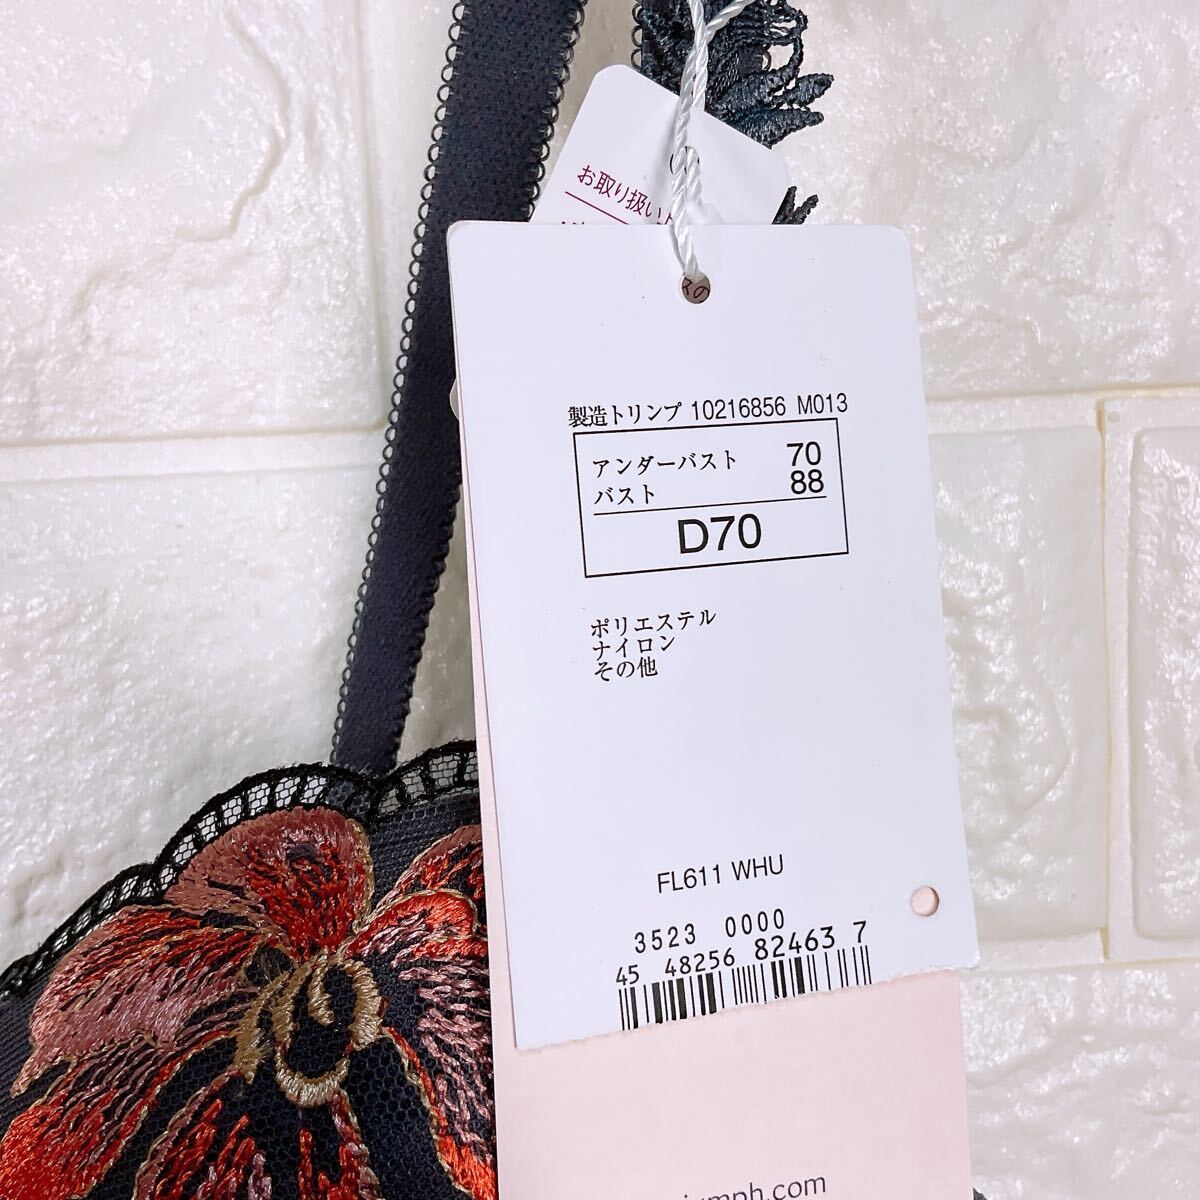 お取り扱い
製造トリンプ 10216856 M013
アンダーバスト 70
バスト 88
D70
ポリエステル
ナイロン
その他
FL611 WHU
3523 0000
45 48256 82463 7